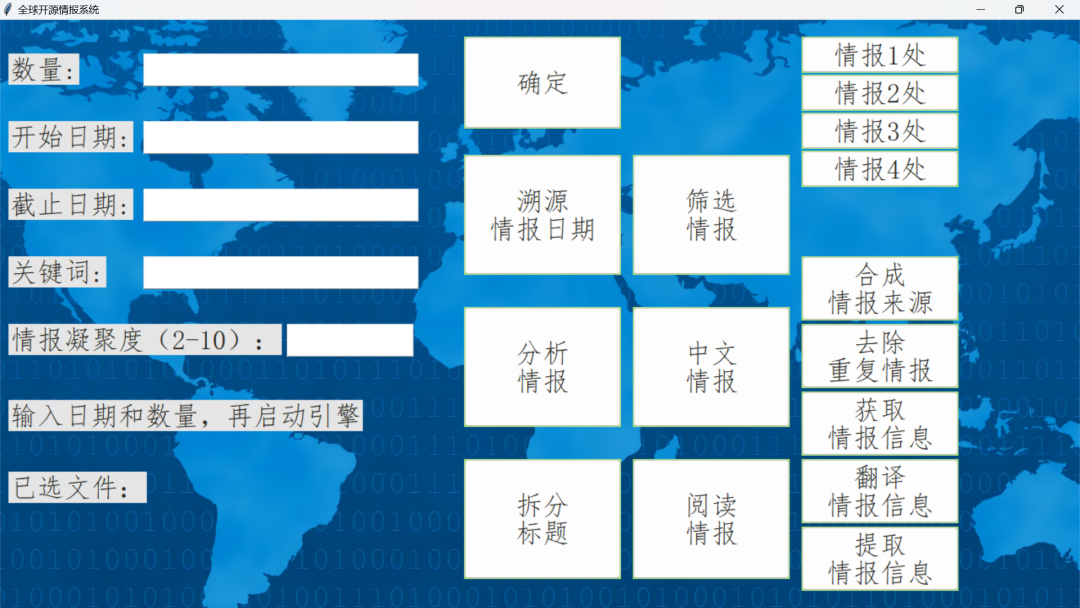 全球开源情报系统
数量:
开始日期:
截止日期:
关键词:
情报凝聚度（2-10）:
输入日期和数量，再启动引擎
已选文件:
确定
溯源
情报日期
筛选
情报
分析
情报
中文
情报
拆分
标题
阅读
情报
情报1处
情报2处
情报3处
情报4处
合成
情报来源
去除
重复情报
获取
情报信息
翻译
情报信息
提取
情报信息